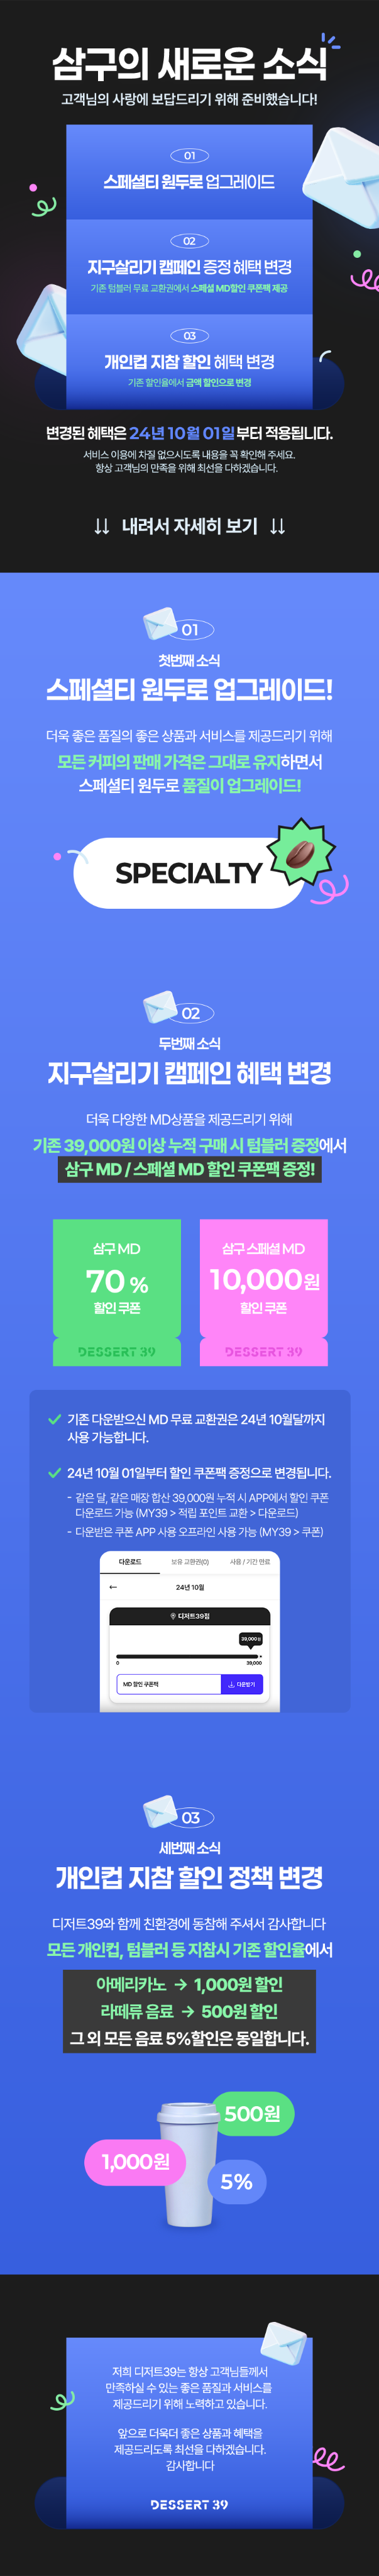 삼구의 새로운 소식
고객님의 사랑에 보답드리기 위해 준비했습니다!
01
스페셜티 원두로 업그레이드
02
지구살리기 캠페인 증정 혜택 변경
기존 텀블러 무료 교환권에서 스페셜 MD할인 쿠폰팩 제공
03
개인컵 지참 할인 혜택 변경
기존 할인율에서 금액 할인으로 변경
변경된 혜택은 24년 10월 01일 부터 적용됩니다.
서비스 이용에 차질 없으시도록 내용을 꼭 확인해 주세요.
항상 고객님의 만족을 위해 최선을 다하겠습니다.
↓↓ 내려서 자세히 보기 ↓↓
01
첫번째 소식
스페셜티 원두로 업그레이드!
더욱 좋은 품질의 좋은 상품과 서비스를 제공드리기 위해
모든 커피의 판매 가격은 그대로 유지하면서
스페셜티 원두로 품질이 업그레이드!
SPECIALTY
02
두번째 소식
지구살리기 캠페인 혜택 변경
더욱 다양한 MD상품을 제공드리기 위해
기존 39,000원 이상 누적 구매 시 텀블러 증정에서
삼구 MD / 스페셜 MD 할인 쿠폰팩 증정!
삼구 MD
70 %
할인 쿠폰
DESSERT 39
삼구 스페셜 MD
10,000원
할인 쿠폰
DESSERT 39
기존 다운받으신 MD 무료 교환권은 24년 10월달까지
사용 가능합니다.
24년 10월 01일부터 할인 쿠폰팩 증정으로 변경됩니다.
- 같은 달, 같은 매장 합산 39,000원 누적 시 APP에서 할인 쿠폰
다운로드 가능 (MY39 > 적립 포인트 교환 > 다운로드)
- 다운받은 쿠폰 APP 사용 오프라인 사용 가능 (MY39 > 쿠폰)
다운로드 보유 교환권(0) 사용 / 기간 만료
← 24년 10월
디저트39점
39,000원
0 39,000
MD 할인 쿠폰팩 다운받기
03
세번째 소식
개인컵 지참 할인 정책 변경
디저트39와 함께 친환경에 동참해 주셔서 감사합니다
모든 개인컵, 텀블러 등 지참시 기존 할인율에서
아메리카노 → 1,000원 할인
라떼류 음료 → 500원 할인
그 외 모든 음료 5%할인은 동일합니다.
500원
1,000원
5%
저희 디저트39는 항상 고객님들께서
만족하실 수 있는 좋은 품질과 서비스를
제공드리기 위해 노력하고 있습니다.
앞으로 더욱더 좋은 상품과 혜택을
제공드리도록 최선을 다하겠습니다.
감사합니다
DESSERT 39